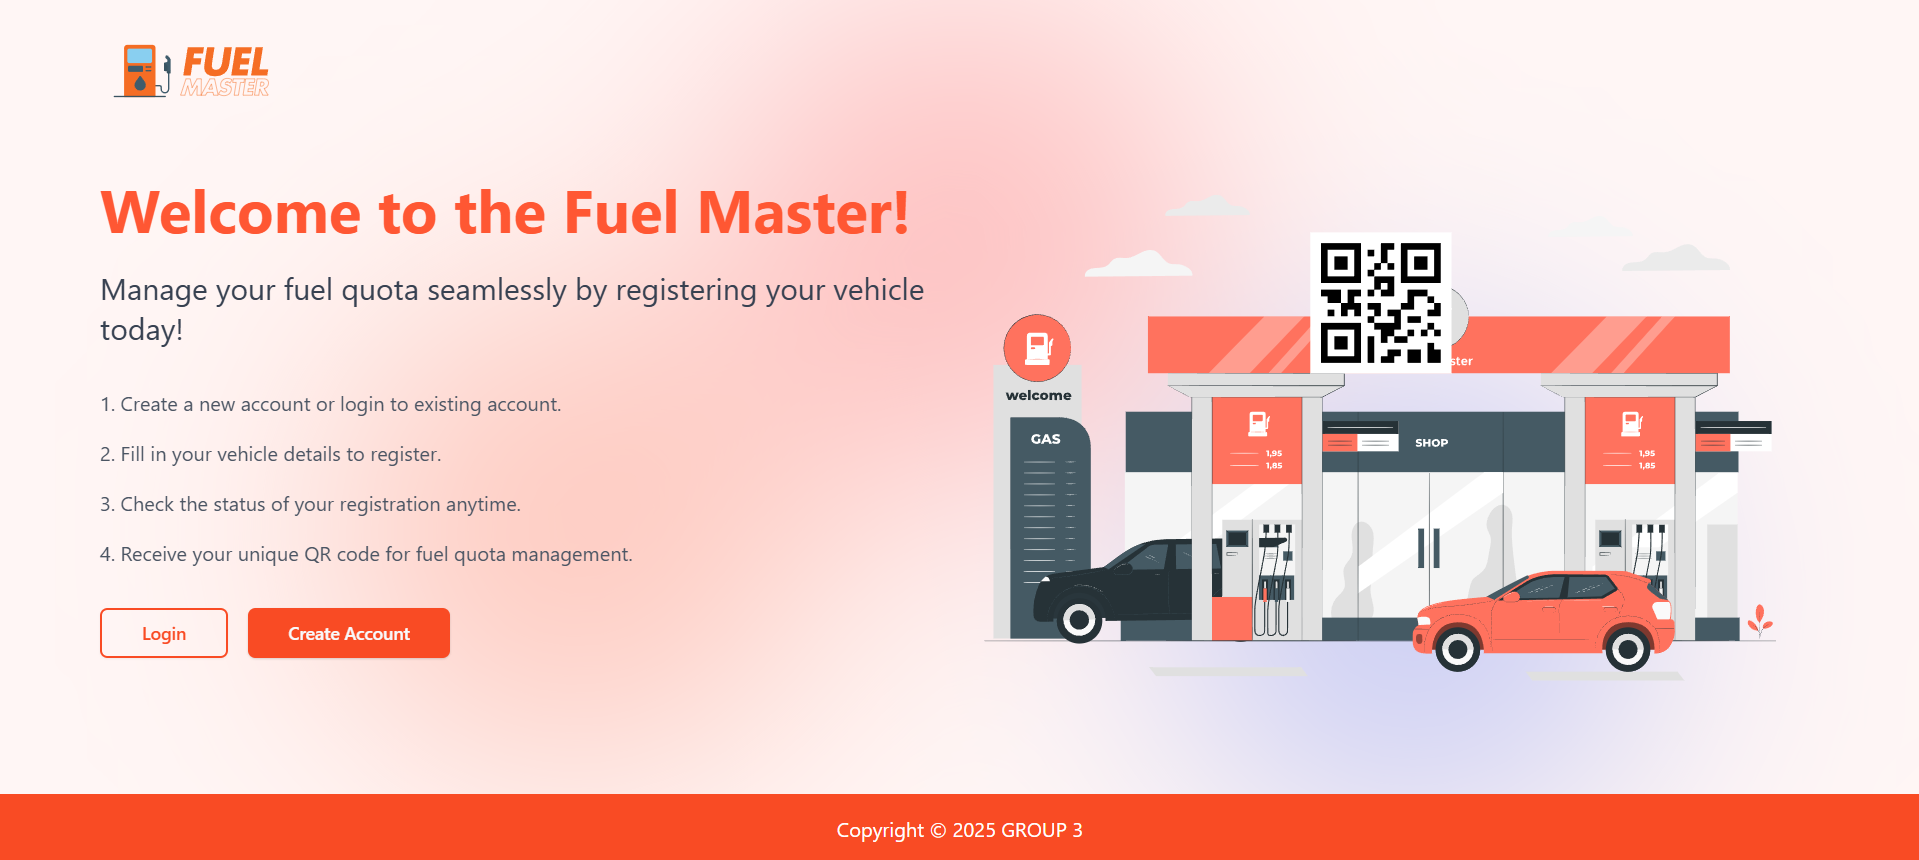 FUEL
MASTER
Welcome to the Fuel Master!
Manage your fuel quota seamlessly by registering your vehicle
today!
1. Create a new account or login to existing account.
2. Fill in your vehicle details to register.
3. Check the status of your registration anytime.
4. Receive your unique QR code for fuel quota management.
Login
Create Account
ster
welcome
GAS
SHOP
1,95
1,85
1,95
1,85
Copyright © 2025 GROUP 3